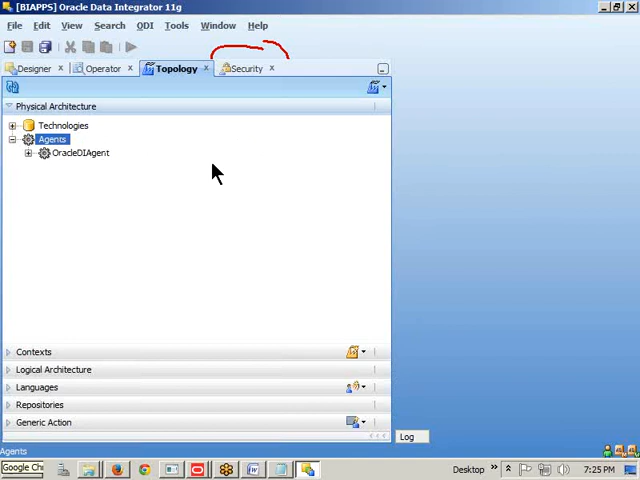 [BIAPPS] Oracle Data Integrator 11g
File Edit View Search ODI Tools Window Help
Designer Operator Topology Security
Physical Architecture
Technologies
Agents
OracleDIAgent
Contexts
Logical Architecture
Languages
Repositories
Generic Action
Log
Agents
Google Chr
Desktop 7:25 PM